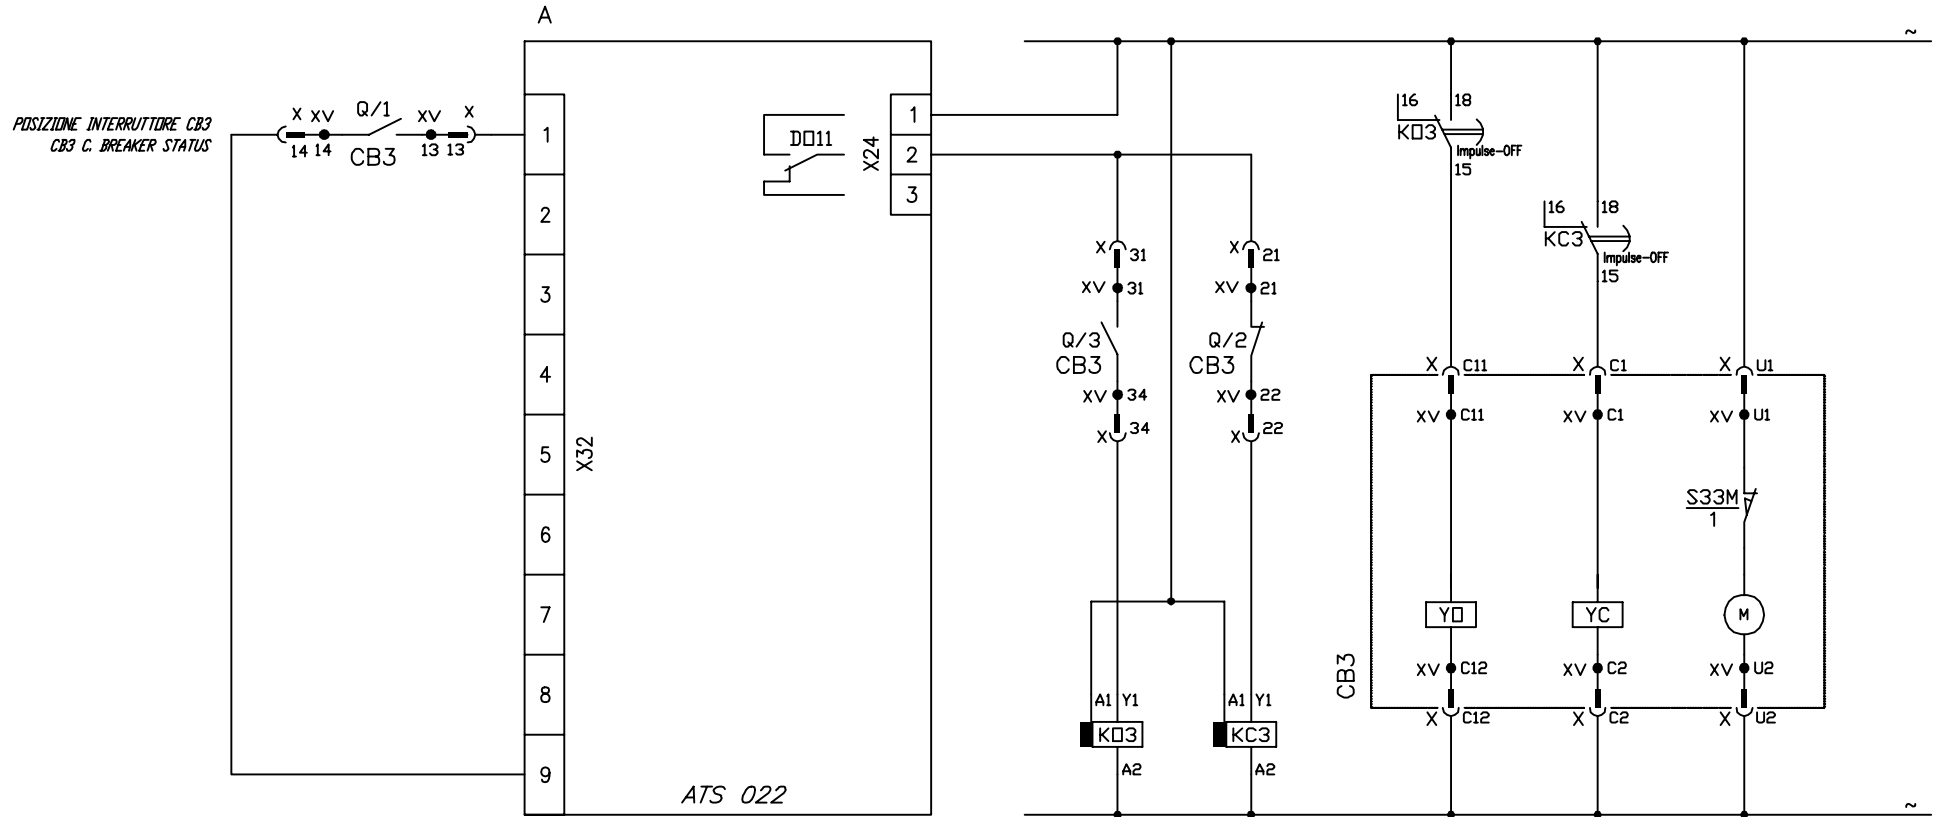 A
~
POSIZIONE INTERRUTTORE CB3
CB3 C. BREAKER STATUS
X XV Q/1 XV X
14 14 CB3 13 13
1
2
3
4
5
6
7
8
9
X32
DO11
X24
1
2
3
ATS 022
16 18
KO3
Impulse-OFF
15
16 18
KC3
Impulse-OFF
15
X 31
XV 31
Q/3
CB3
XV 34
X 34
X 21
XV 21
Q/2
CB3
XV 22
X 22
A1 Y1
KO3
A2
A1 Y1
KC3
A2
X C11
XV C11
YO
XV C12
X C12
X C1
XV C1
YC
XV C2
X C2
X U1
XV U1
S33M
1
M
XV U2
X U2
CB3
~